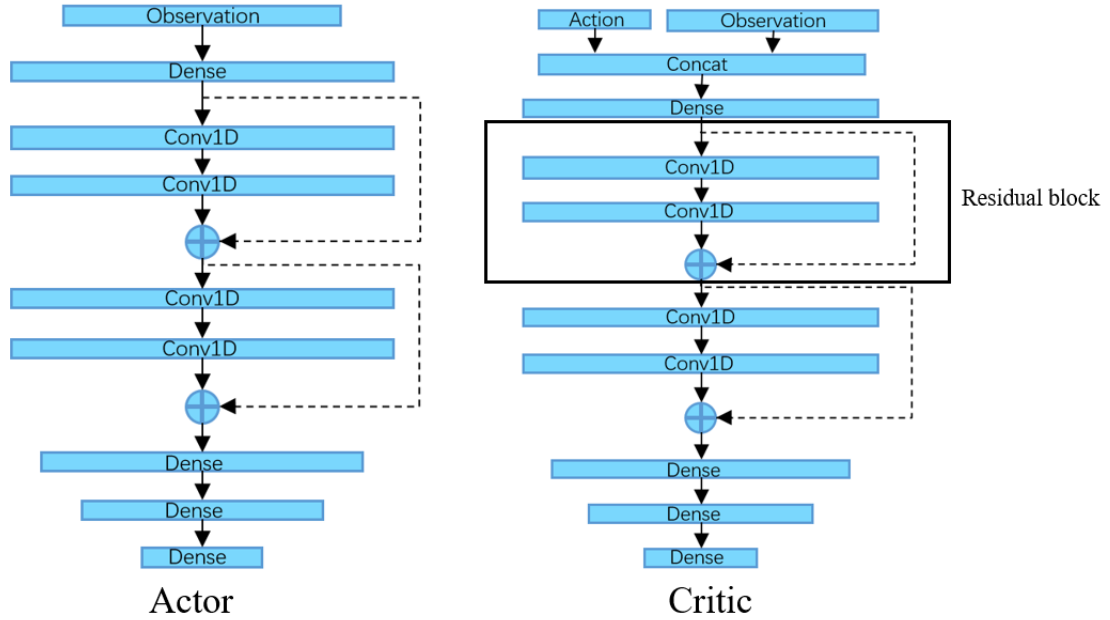 Observation
Dense
Conv1D
Conv1D
Conv1D
Conv1D
Dense
Dense
Dense
Actor
Action
Observation
Concat
Dense
Conv1D
Conv1D
Residual block
Conv1D
Conv1D
Dense
Dense
Dense
Critic